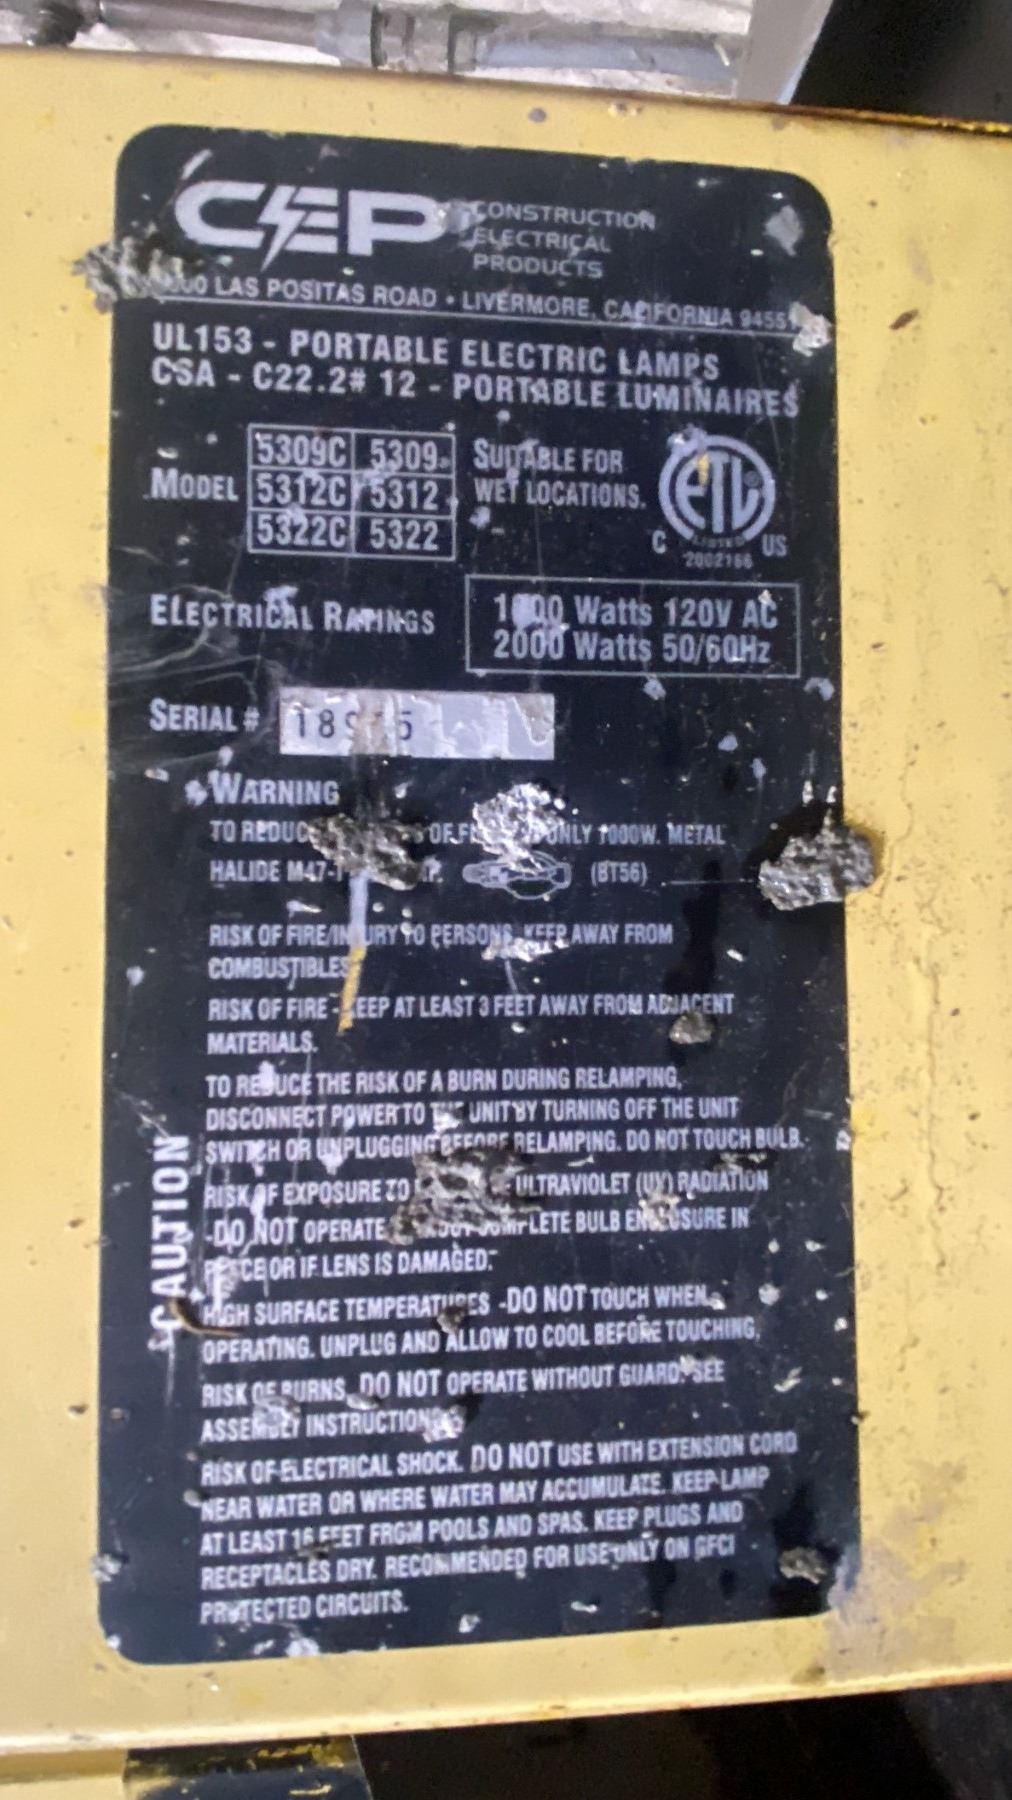 CEP CONSTRUCTION
ELECTRICAL
PRODUCTS
LAS POSITAS ROAD • LIVERMORE, CALIFORNIA
UL153 - PORTABLE ELECTRIC LAMPS
CSA - C22.2# 12 - PORTABLE LUMINAIRES
MODEL
5309C 5309
5312C 5312
5322C 5322
SUITABLE FOR
WET LOCATIONS.
ETL
LISTED
C US
2002166
ELECTRICAL RATINGS
Watts 120V AC
2000 Watts 50/60Hz
SERIAL #
WARNING
TO ONLY 1000W. METAL
HALIDE (BT56)
CAUTION
RISK OF FIRE/INJURY TO PERSONS, KEEP AWAY FROM
COMBUSTIBLES
RISK OF FIRE - KEEP AT LEAST 3 FEET AWAY FROM ADJACENT
MATERIALS.
TO REDUCE THE RISK OF A BURN DURING RELAMPING,
DISCONNECT POWER TO THE UNIT BY TURNING OFF THE UNIT
SWITCH OR UNPLUGGING BEFORE RELAMPING. DO NOT TOUCH BULB.
RISK OF EXPOSURE TO ULTRAVIOLET (UV) RADIATION
-DO NOT OPERATE COMPLETE BULB ENCLOSURE IN
OR IF LENS IS DAMAGED.
HIGH SURFACE TEMPERATURES -DO NOT TOUCH WHEN
OPERATING. UNPLUG AND ALLOW TO COOL BEFORE TOUCHING.
RISK OF BURNS. DO NOT OPERATE WITHOUT GUARD. SEE
ASSEMBLY INSTRUCTIONS
RISK OF ELECTRICAL SHOCK. DO NOT USE WITH EXTENSION CORD
NEAR WATER OR WHERE WATER MAY ACCUMULATE. KEEP LAMP
AT LEAST 16 FEET FROM POOLS AND SPAS. KEEP PLUGS AND
RECEPTACLES DRY. RECOMMENDED FOR USE ONLY ON GFCI
PROTECTED CIRCUITS.